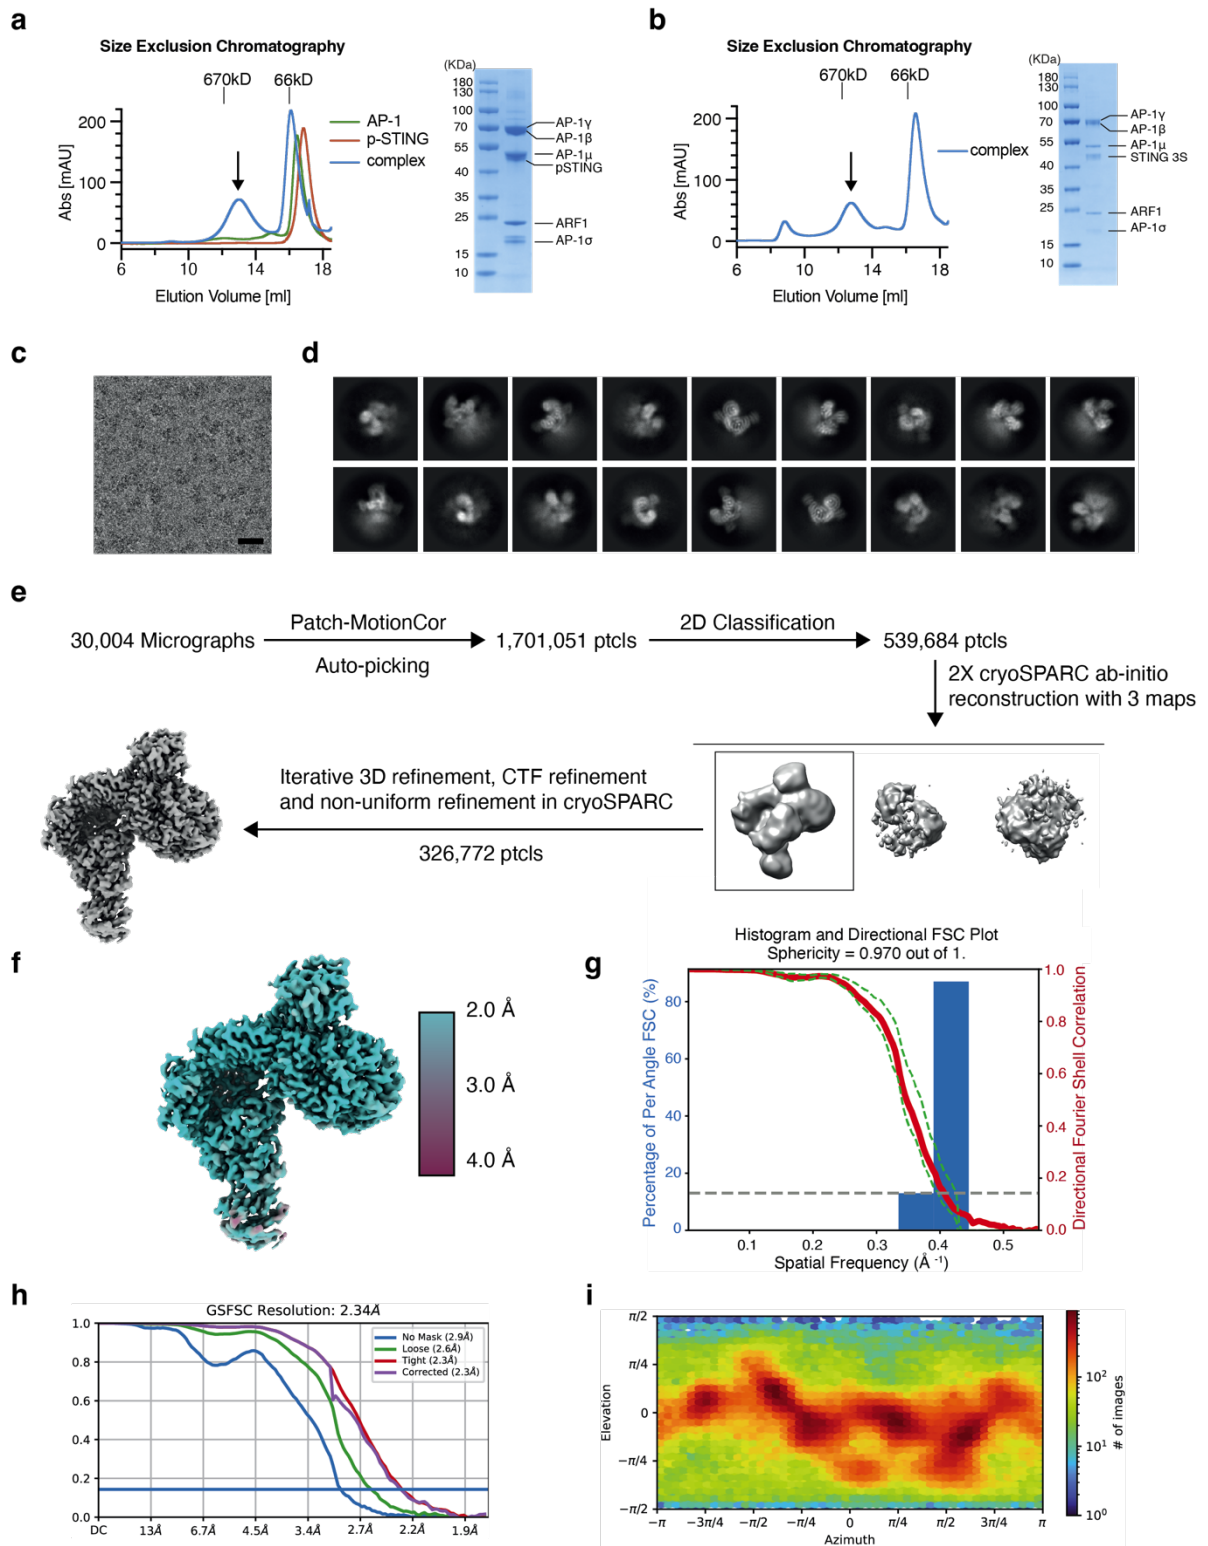 a
Size Exclusion Chromatography
670kD
66kD
AP-1
p-STING
complex
Abs [mAU]
200
100
0
6
10
14
18
Elution Volume [ml]
(KDa)
180
130
100
70
55
40
35
25
15
10
AP-1γ
AP-1β
AP-1μ
pSTING
ARF1
AP-1σ
b
Size Exclusion Chromatography
670kD
66kD
complex
Abs [mAU]
200
100
0
6
10
14
18
Elution Volume [ml]
(KDa)
180
130
100
70
55
40
35
25
15
10
AP-1γ
AP-1β
AP-1μ
STING 3S
ARF1
AP-1σ
c
d
e
30,004 Micrographs
Patch-MotionCor
Auto-picking
1,701,051 ptcls
2D Classification
539,684 ptcls
2X cryoSPARC ab-initio
reconstruction with 3 maps
Iterative 3D refinement, CTF refinement
and non-uniform refinement in cryoSPARC
326,772 ptcls
f
2.0 Å
3.0 Å
4.0 Å
g
Histogram and Directional FSC Plot
Sphericity = 0.970 out of 1.
Percentage of Per Angle FSC (%)
80
60
40
20
0
1.0
0.8
0.6
0.4
0.2
0.0
Directional Fourier Shell Correlation
0.1
0.2
0.3
0.4
0.5
Spatial Frequency (Å⁻¹)
h
GSFSC Resolution: 2.34Å
No Mask (2.9Å)
Loose (2.6Å)
Tight (2.3Å)
Corrected (2.3Å)
1.0
0.8
0.6
0.4
0.2
0.0
DC
13Å
6.7Å
4.5Å
3.4Å
2.7Å
2.2Å
1.9Å
i
Elevation
π/2
π/4
0
−π/4
−π/2
−π
−3π/4
−π/2
−π/4
0
π/4
π/2
3π/4
π
Azimuth
10²
10¹
10⁰
# of images